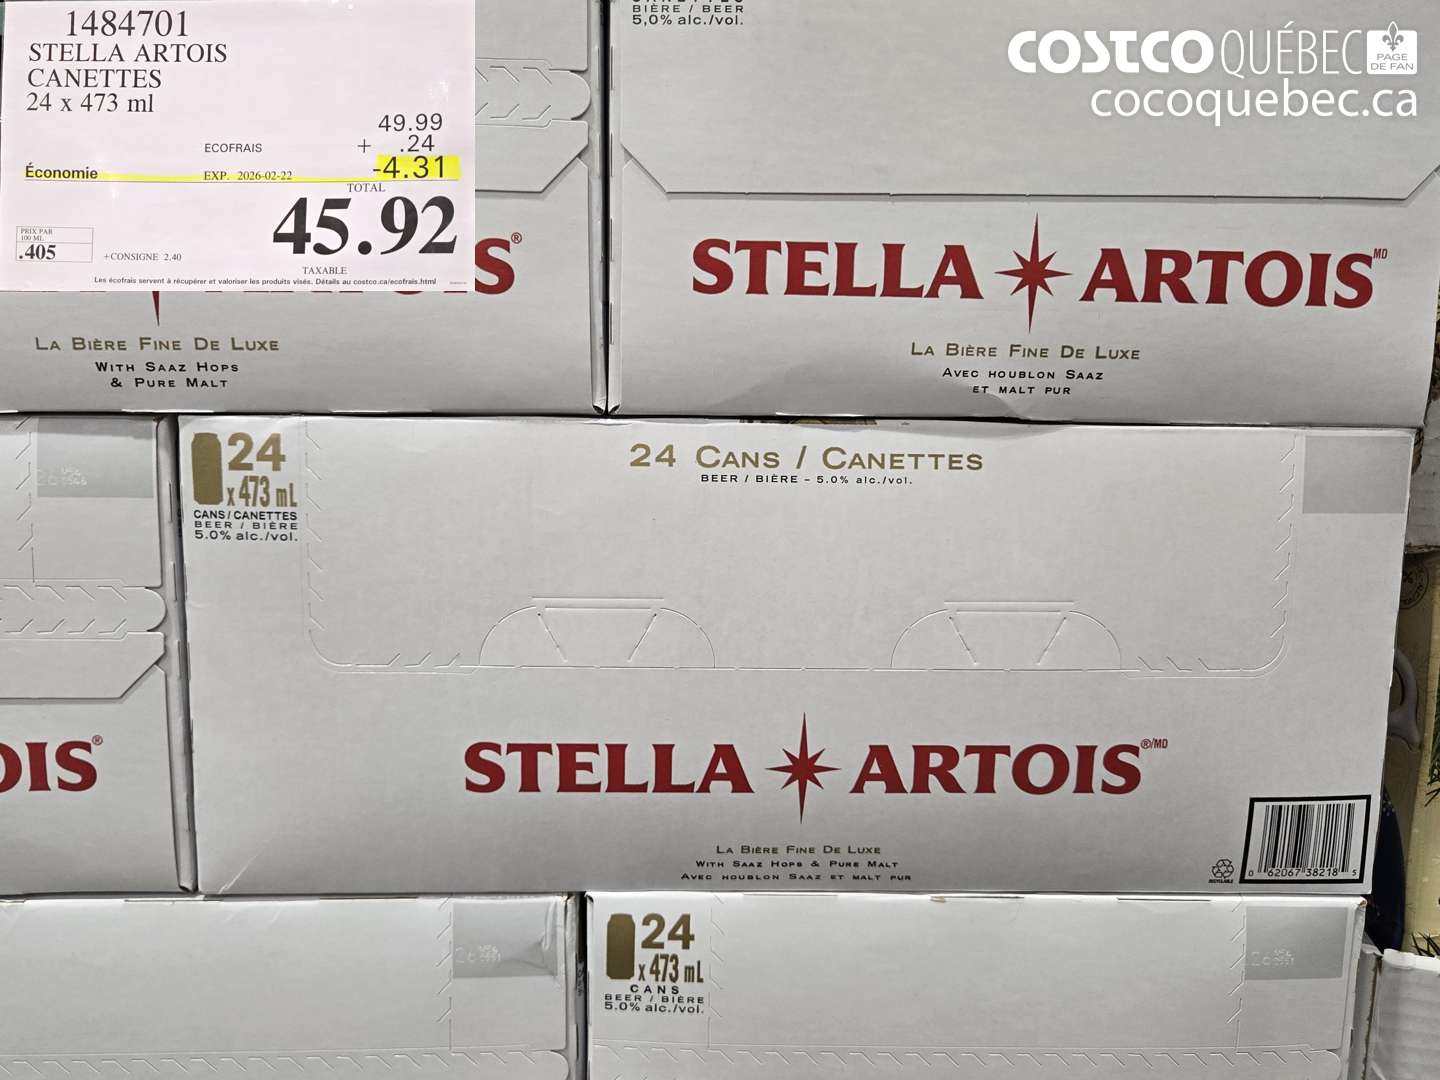 1484701
STELLA ARTOIS
CANETTES
24 x 473 ml
49.99
ECOFRAIS + .24
Économie EXP. 2026-02-22 -4.31
TOTAL
45.92
PRIX PAR
100 ML
.405
+CONSIGNE 2.40
TAXABLE
Les écofrais servent à récupérer et valoriser les produits visés. Détails au costco.ca/ecofrais.html
BIÈRE / BEER
5,0% alc./vol.
COSTCO QUÉBEC
PAGE
DE FAN
cocoquebec.ca
S®
LA BIÈRE FINE DE LUXE
WITH SAAZ HOPS
& PURE MALT
STELLA ARTOIS MD
LA BIÈRE FINE DE LUXE
AVEC HOUBLON SAAZ
ET MALT PUR
OIS®
24
x 473 mL
CANS/CANETTES
BEER / BIÈRE
5.0% alc./vol.
24 CANS / CANETTES
BEER / BIÈRE – 5.0% alc./vol.
STELLA ARTOIS ®/MD
LA BIÈRE FINE DE LUXE
WITH SAAZ HOPS & PURE MALT
AVEC HOUBLON SAAZ ET MALT PUR
RECYCLABLE
0 62067 38218 5
24
x 473 mL
CANS
BEER / BIÈRE
5.0% alc./vol.